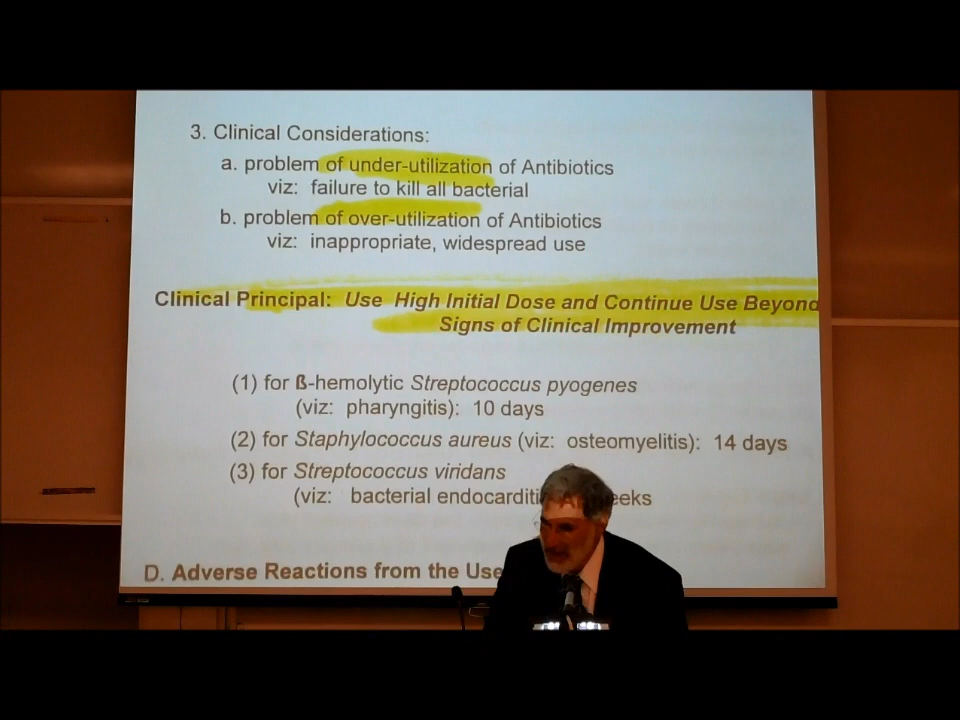 3. Clinical Considerations:
a. problem of under-utilization of Antibiotics
viz: failure to kill all bacterial
b. problem of over-utilization of Antibiotics
viz: inappropriate, widespread use
Clinical Principal: Use High Initial Dose and Continue Use Beyond
Signs of Clinical Improvement
(1) for ß-hemolytic Streptococcus pyogenes
(viz: pharyngitis): 10 days
(2) for Staphylococcus aureus (viz: osteomyelitis): 14 days
(3) for Streptococcus viridans
(viz: bacterial
D. Adverse Reactions from the Use